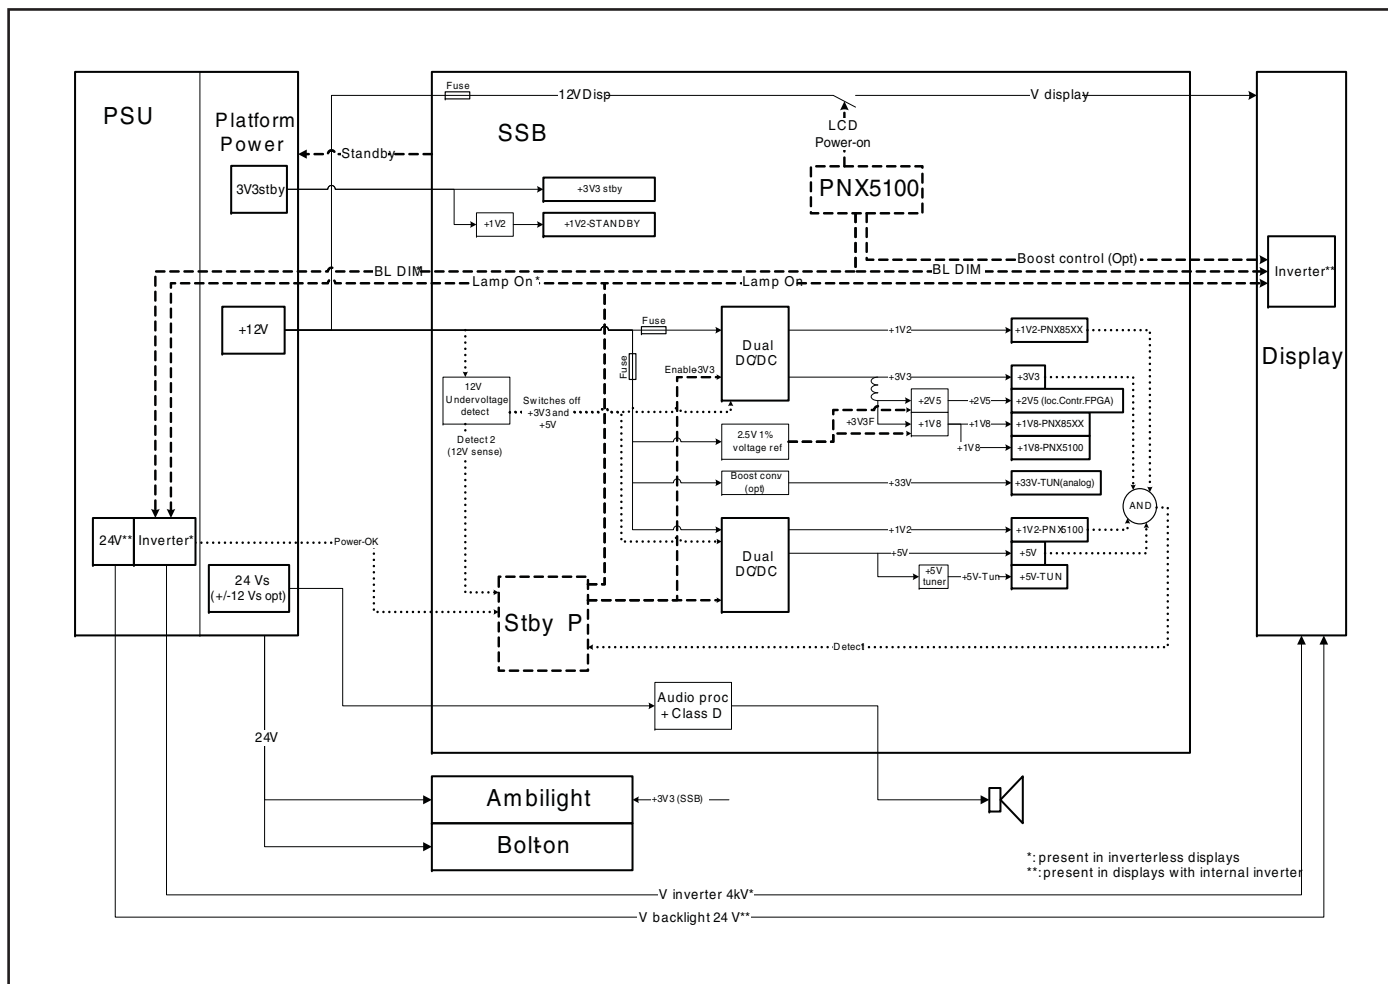 Fuse
12VDisp
V display
PSU
Platform
Power
SSB
LCD
Power-on
Standby
3V3stby
+3V3 stby
PNX5100
+1V2
+1V2-STANDBY
Boost control (Opt)
BL DIM
BL DIM
Inverter**
Lamp On*
Lamp On
+12V
Fuse
Fuse
Dual
DC/DC
+1V2
+1V2-PNX85XX
Display
Enable3V3
12V
Undervoltage
detect
Switches off
+3V3 and
+5V
+3V3
+3V3
+2V5
+2V5
+2V5 (loc.Contr.FPGA)
+3V3F
+1V8
+1V8
+1V8-PNX85XX
+1V8
+1V8-PNX5100
Detect 2
(12V sense)
2.5V 1%
voltage ref
Boost conv
(opt)
+33V
+33V-TUN(analog)
AND
24V**
Inverter*
Power-OK
Dual
DC/DC
+1V2
+1V2-PNX5100
+5V
+5V
+5V
tuner
+5V-Tun
+5V-TUN
24 Vs
(+/-12 Vs opt)
Stby P
Detect1
Audio proc
+ Class D
24V
Ambilight
+3V3 (SSB)
Bolt-on
*: present in inverterless displays
**:present in displays with internal inverter
V inverter 4kV*
V backlight 24 V**